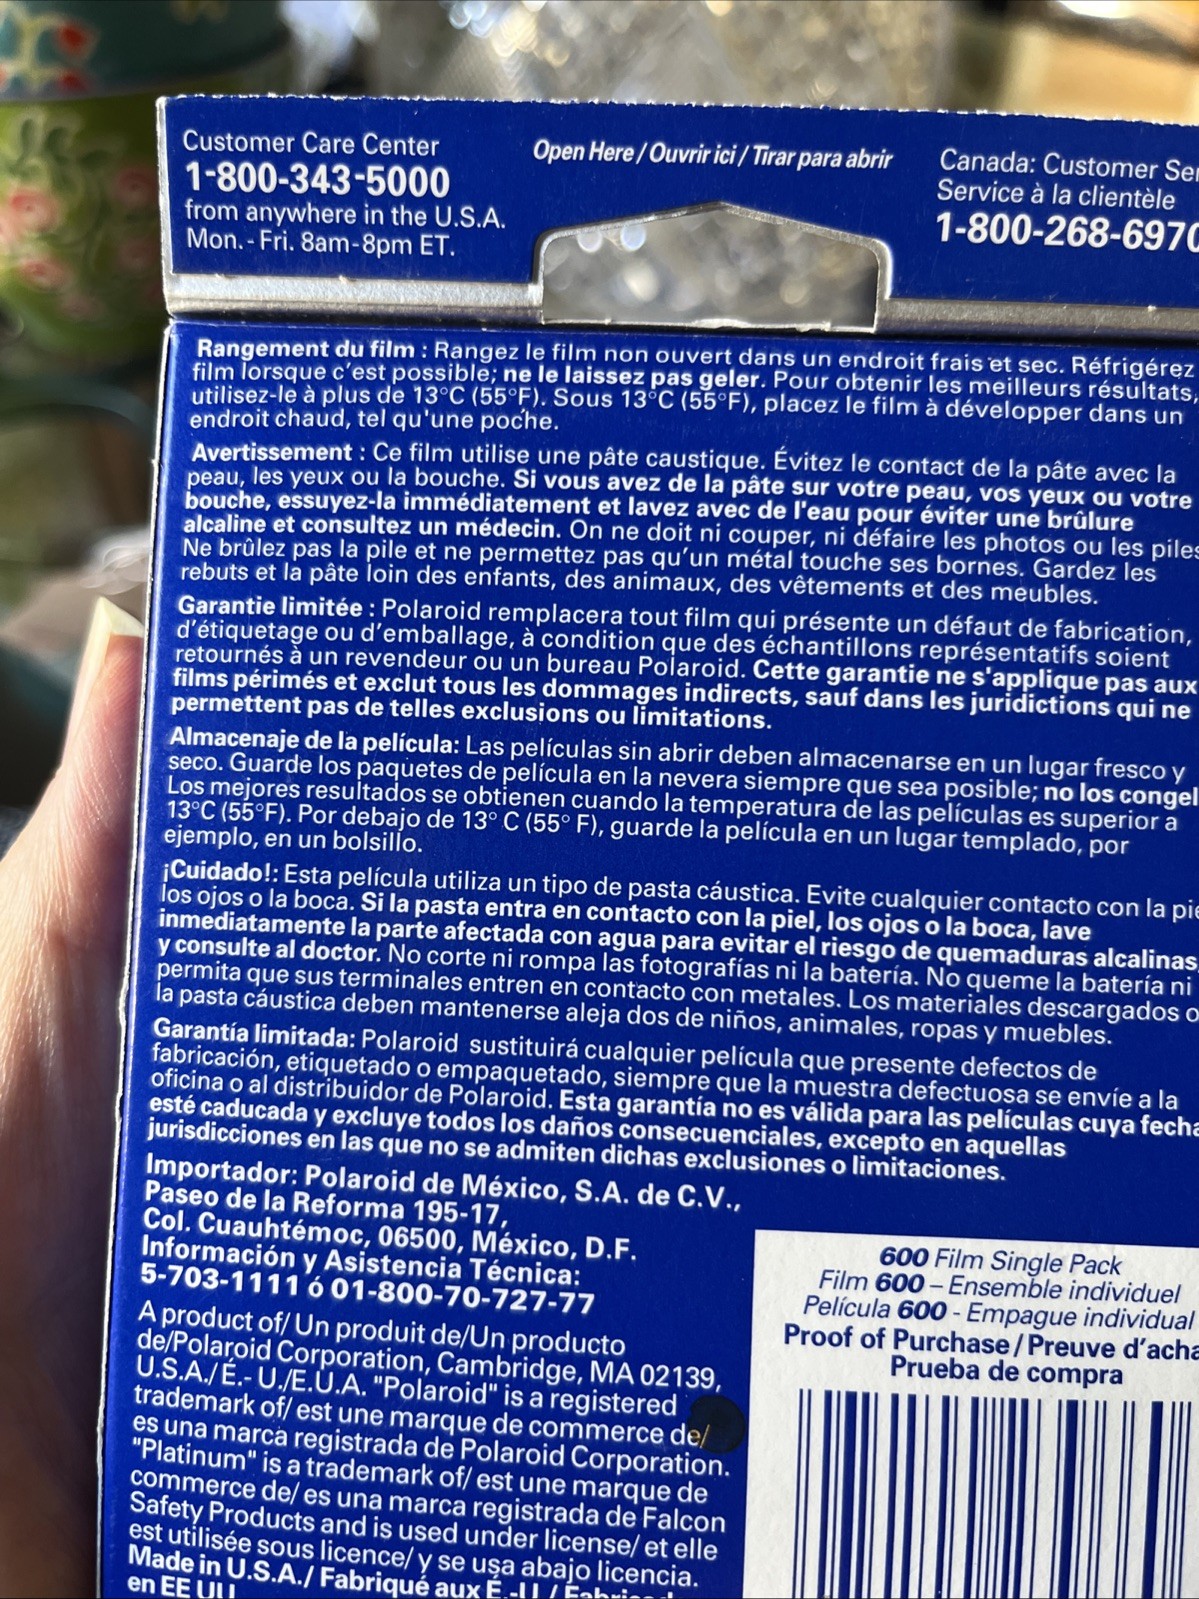 Customer Care Center
1-800-343-5000
from anywhere in the U.S.A.
Mon.- Fri. 8am-8pm ET.
Open Here / Ouvrir ici / Tirar para abrir
Canada: Customer
Service à la clientèle
1-800-268-6970
Rangement du film : Rangez le film non ouvert dans un endroit frais et sec. Réfrigérez
film lorsque c'est possible; ne le laissez pas geler. Pour obtenir les meilleurs résultats,
utilisez-le à plus de 13°C (55°F). Sous 13°C (55°F), placez le film à développer dans un
endroit chaud, tel qu'une poche.
Avertissement : Ce film utilise une pâte caustique. Évitez le contact de la pâte avec la
peau, les yeux ou la bouche. Si vous avez de la pâte sur votre peau, vos yeux ou votre
bouche, essuyez-la immédiatement et lavez avec de l'eau pour éviter une brûlure
alcaline et consultez un médecin. On ne doit ni couper, ni défaire les photos ou les piles
Ne brûlez pas la pile et ne permettez pas qu'un métal touche ses bornes. Gardez les
rebuts et la pâte loin des enfants, des animaux, des vêtements et des meubles.
Garantie limitée : Polaroid remplacera tout film qui présente un défaut de fabrication,
d'étiquetage ou d'emballage, à condition que des échantillons représentatifs soient
retournés à un revendeur ou un bureau Polaroid. Cette garantie ne s'applique pas aux
films périmés et exclut tous les dommages indirects, sauf dans les juridictions qui ne
permettent pas de telles exclusions ou limitations.
Almacenaje de la película: Las películas sin abrir deben almacenarse en un lugar fresco y
seco. Guarde los paquetes de película en la nevera siempre que sea posible; no los congel
Los mejores resultados se obtienen cuando la temperatura de las películas es superior a
13°C (55°F). Por debajo de 13° C (55° F), guarde la película en un lugar templado, por
ejemplo, en un bolsillo.
¡Cuidado!: Esta película utiliza un tipo de pasta cáustica. Evite cualquier contacto con la pie
los ojos o la boca. Si la pasta entra en contacto con la piel, los ojos o la boca, lave
inmediatamente la parte afectada con agua para evitar el riesgo de quemaduras alcalinas
y consulte al doctor. No corte ni rompa las fotografías ni la batería. No queme la batería ni
permita que sus terminales entren en contacto con metales. Los materiales descargados o
la pasta cáustica deben mantenerse aleja dos de niños, animales, ropas y muebles.
Garantía limitada: Polaroid sustituirá cualquier película que presente defectos de
fabricación, etiquetado o empaquetado, siempre que la muestra defectuosa se envíe a la
oficina o al distribuidor de Polaroid. Esta garantía no es válida para las películas cuya fecha
esté caducada y excluye todos los daños consecuenciales, excepto en aquellas
jurisdicciones en las que no se admiten dichas exclusiones o limitaciones.
Importador: Polaroid de México, S.A. de C.V.,
Paseo de la Reforma 195-17,
Col. Cuauhtémoc, 06500, México, D.F.
Información y Asistencia Técnica:
5-703-1111 ó 01-800-70-727-77
A product of/ Un produit de/Un producto
de/Polaroid Corporation, Cambridge, MA 02139,
U.S.A./ É.- U./E.U.A. "Polaroid" is a registered
trademark of/ est une marque de commerce de/
es una marca registrada de Polaroid Corporation.
"Platinum" is a trademark of/ est une marque de
commerce de/ es una marca registrada de Falcon
Safety Products and is used under license/ et elle
est utilisée sous licence/ y se usa abajo licencia.
Made in U.S.A./ Fabriqué aux É.-U. /
en EE UU
600 Film Single Pack
Film 600 – Ensemble individuel
Película 600 - Empague individual
Proof of Purchase / Preuve d'acha
Prueba de compra